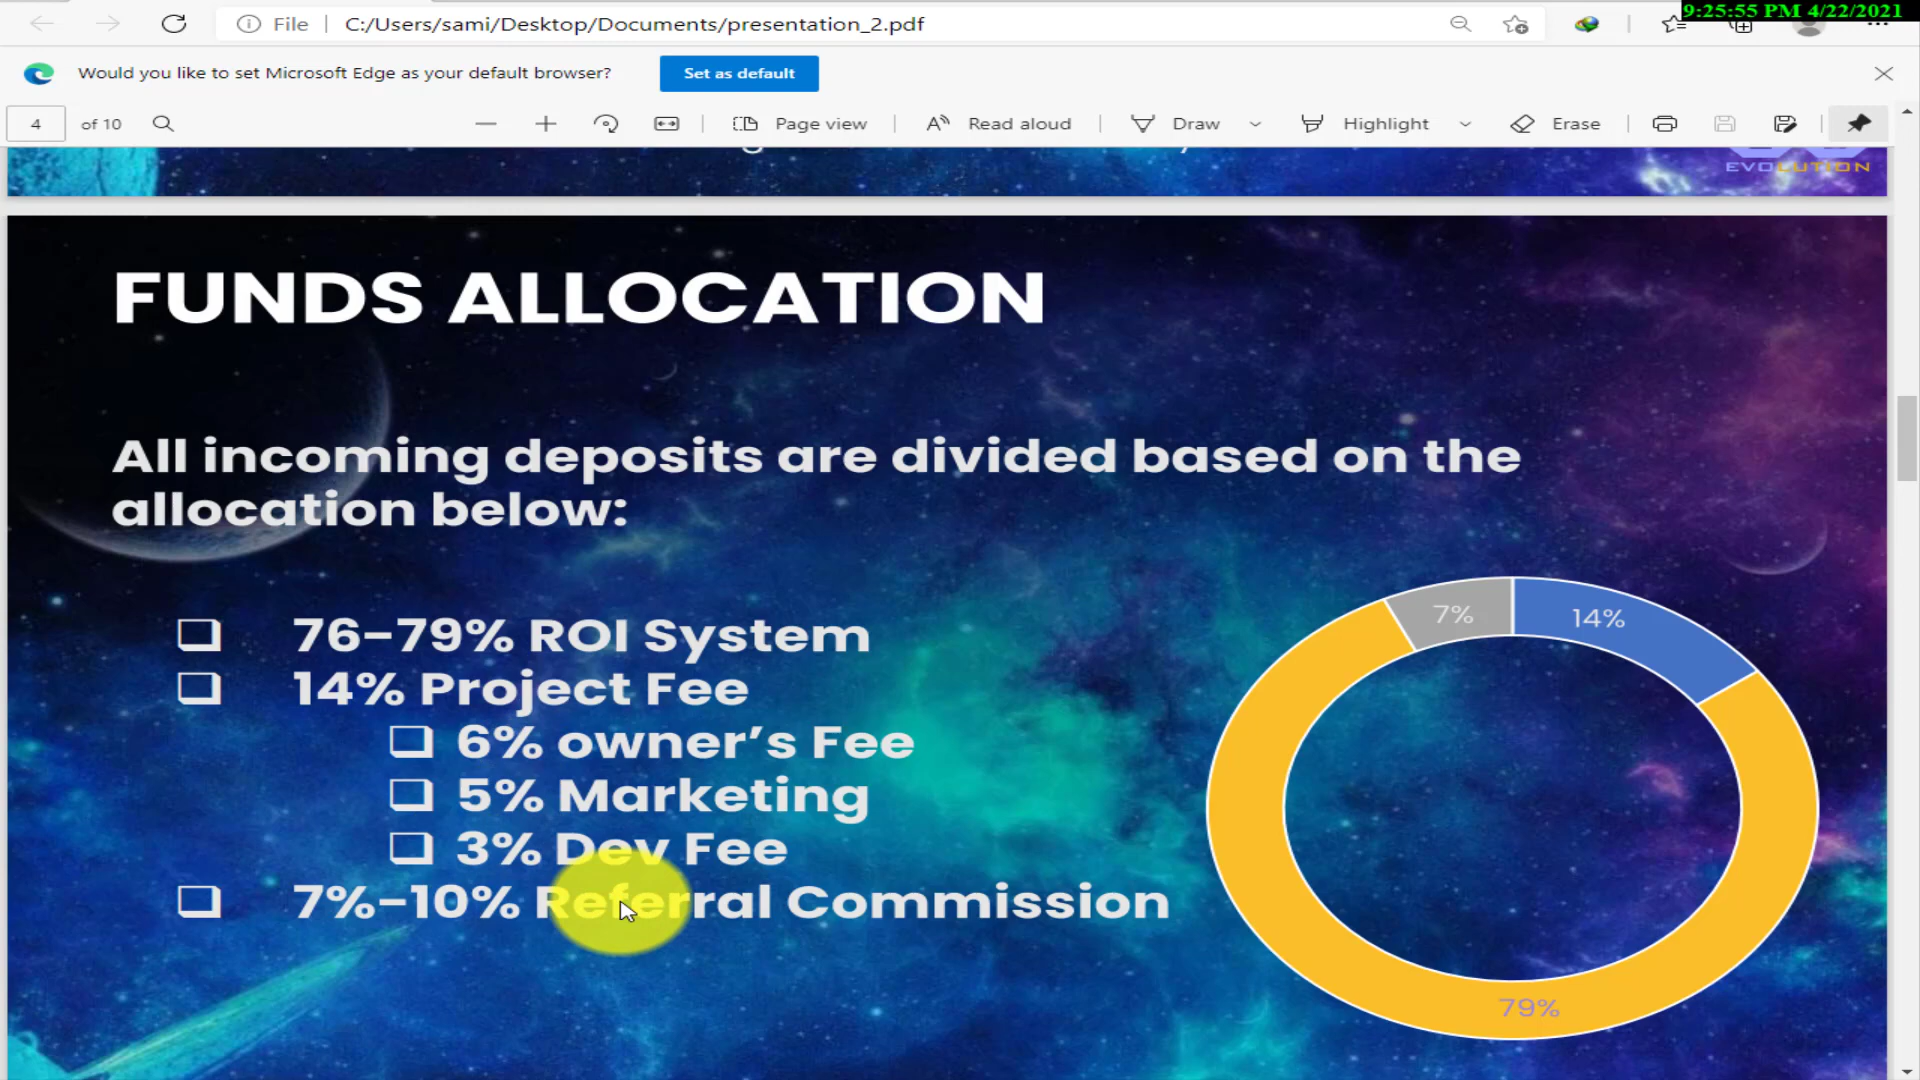 9:25:55 PM 4/22/2021
File
C:/Users/sami/Desktop/Documents/presentation_2.pdf
Would you like to set Microsoft Edge as your default browser?
Set as default
4
of 10
Page view
Read aloud
Draw
Highlight
Erase
EVOLUTION
FUNDS ALLOCATION
All incoming deposits are divided based on the
allocation below:
76–79% ROI System
14% Project Fee
6% owner’s Fee
5% Marketing
3% Dev Fee
7%–10% Referral Commission
7%
14%
79%